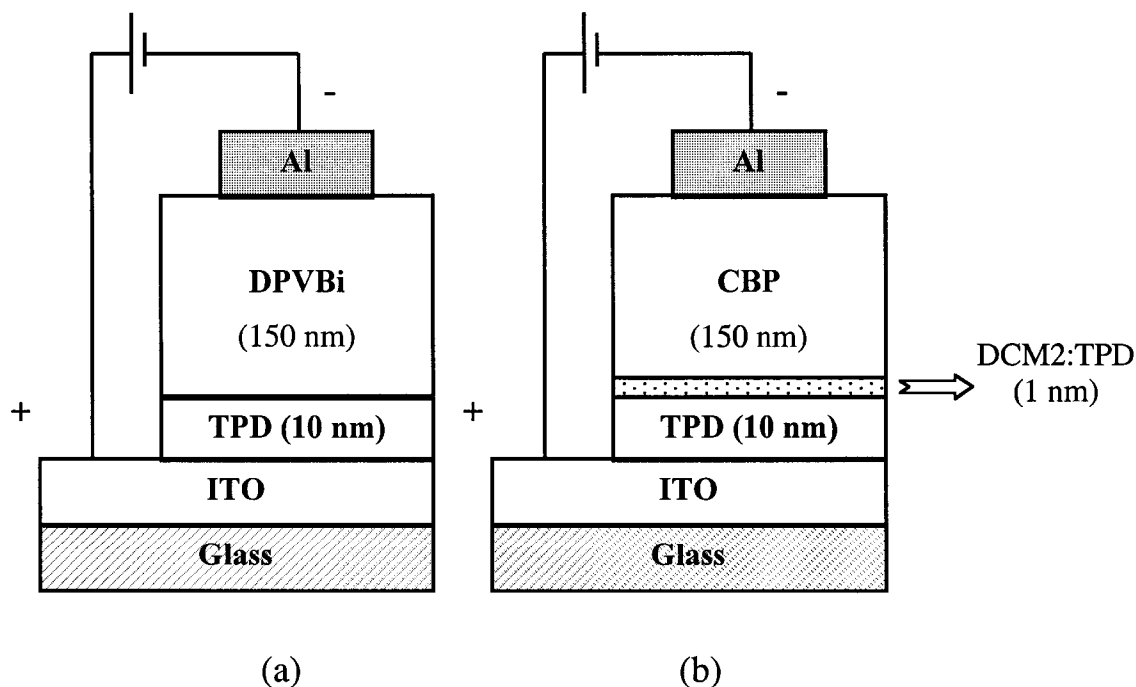 -
Al
DPVBi
(150 nm)
+
TPD (10 nm)
ITO
Glass
(a)
-
Al
CBP
(150 nm)
DCM2:TPD
(1 nm)
+
TPD (10 nm)
ITO
Glass
(b)